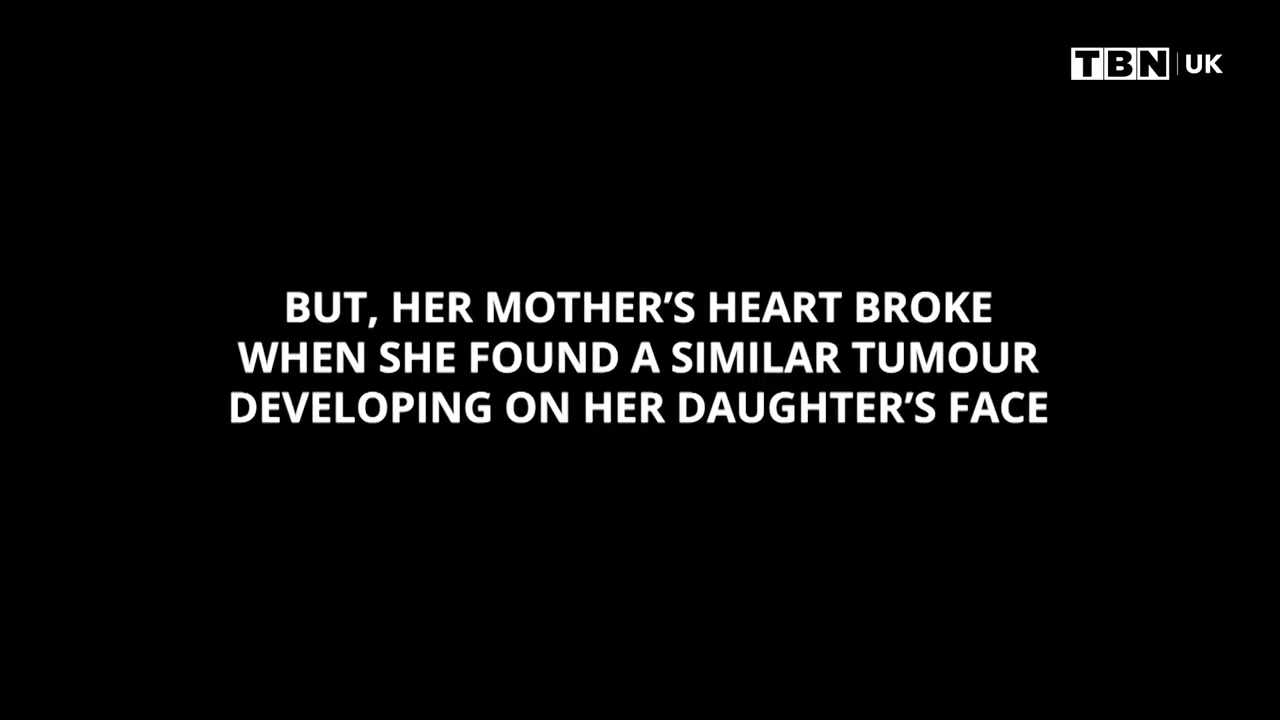 TBN UK
BUT, HER MOTHER’S HEART BROKE
WHEN SHE FOUND A SIMILAR TUMOUR
DEVELOPING ON HER DAUGHTER’S FACE